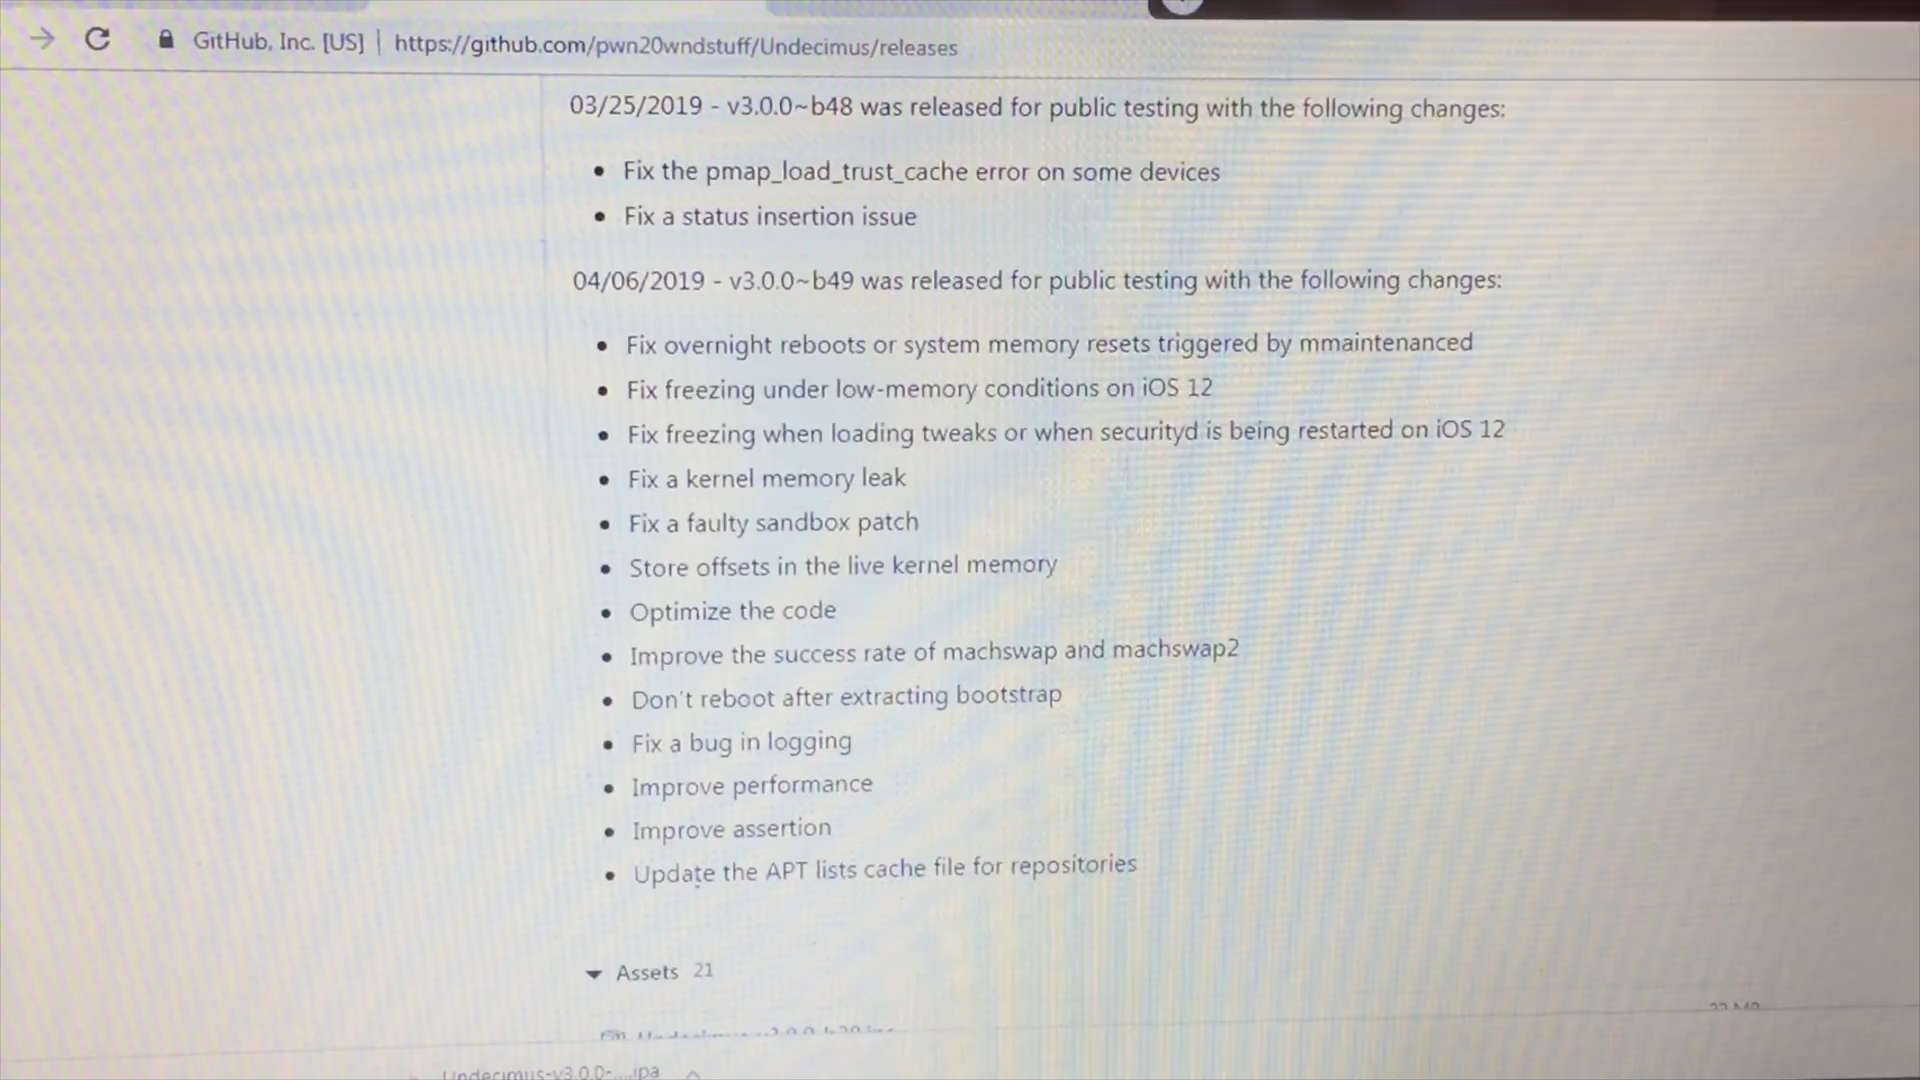 GitHub, Inc. [US] | https://github.com/pwn20wndstuff/Undecimus/releases
03/25/2019 - v3.0.0~b48 was released for public testing with the following changes:
• Fix the pmap_load_trust_cache error on some devices
• Fix a status insertion issue
04/06/2019 - v3.0.0~b49 was released for public testing with the following changes:
• Fix overnight reboots or system memory resets triggered by mmaintenanced
• Fix freezing under low-memory conditions on iOS 12
• Fix freezing when loading tweaks or when securityd is being restarted on iOS 12
• Fix a kernel memory leak
• Fix a faulty sandbox patch
• Store offsets in the live kernel memory
• Optimize the code
• Improve the success rate of machswap and machswap2
• Don't reboot after extracting bootstrap
• Fix a bug in logging
• Improve performance
• Improve assertion
• Update the APT lists cache file for repositories
Assets 21
Undecimus-v3.0.0-....ipa